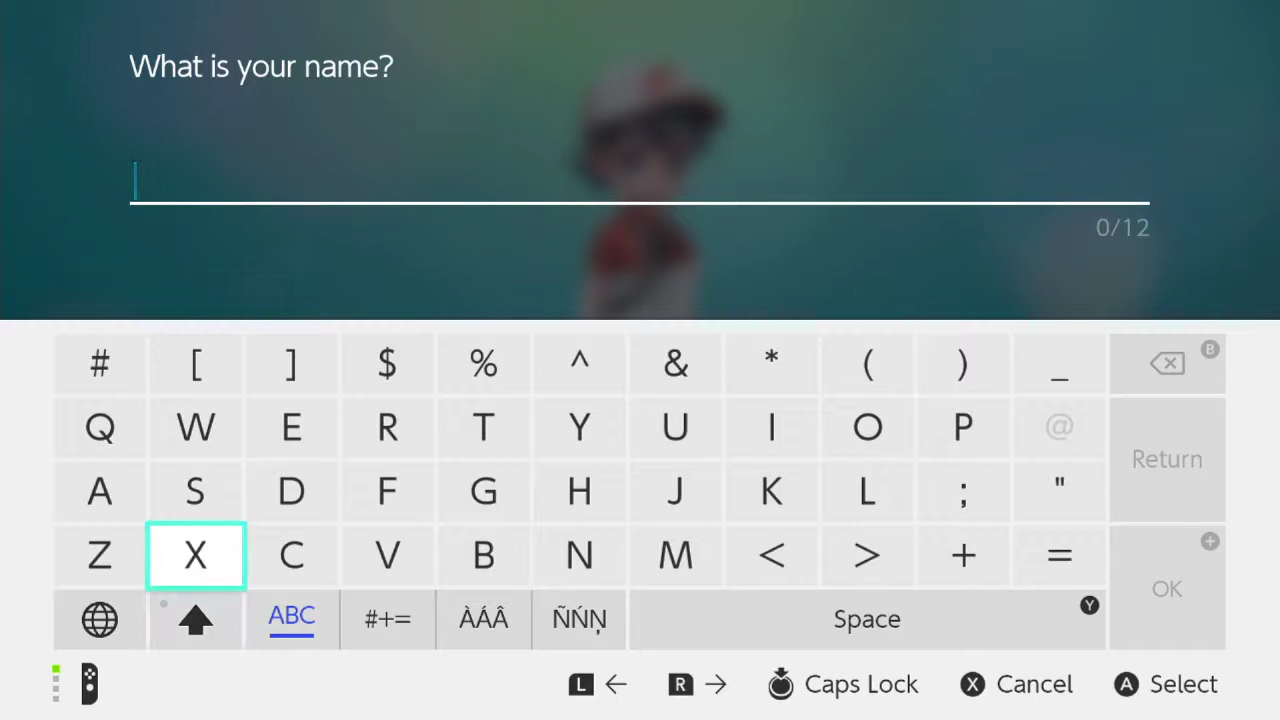 What is your name?
0/12
# [ ] $ % ^ & * ( ) _ B
Q W E R T Y U I O P @ Return
A S D F G H J K L ; "
Z X C V B N M < > + = + OK
ABC #+= ÀÁÂ ÑŃŅ Space Y
L ← R → Caps Lock X Cancel A Select